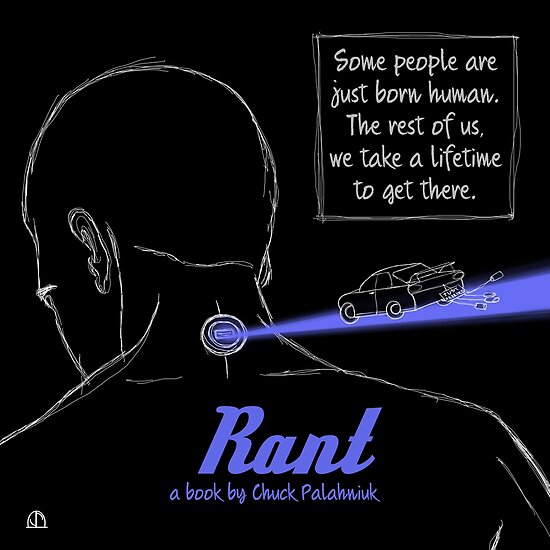 Some people are
just born human.
The rest of us,
we take a lifetime
to get there.
Rant
a book by Chuck Palahniuk